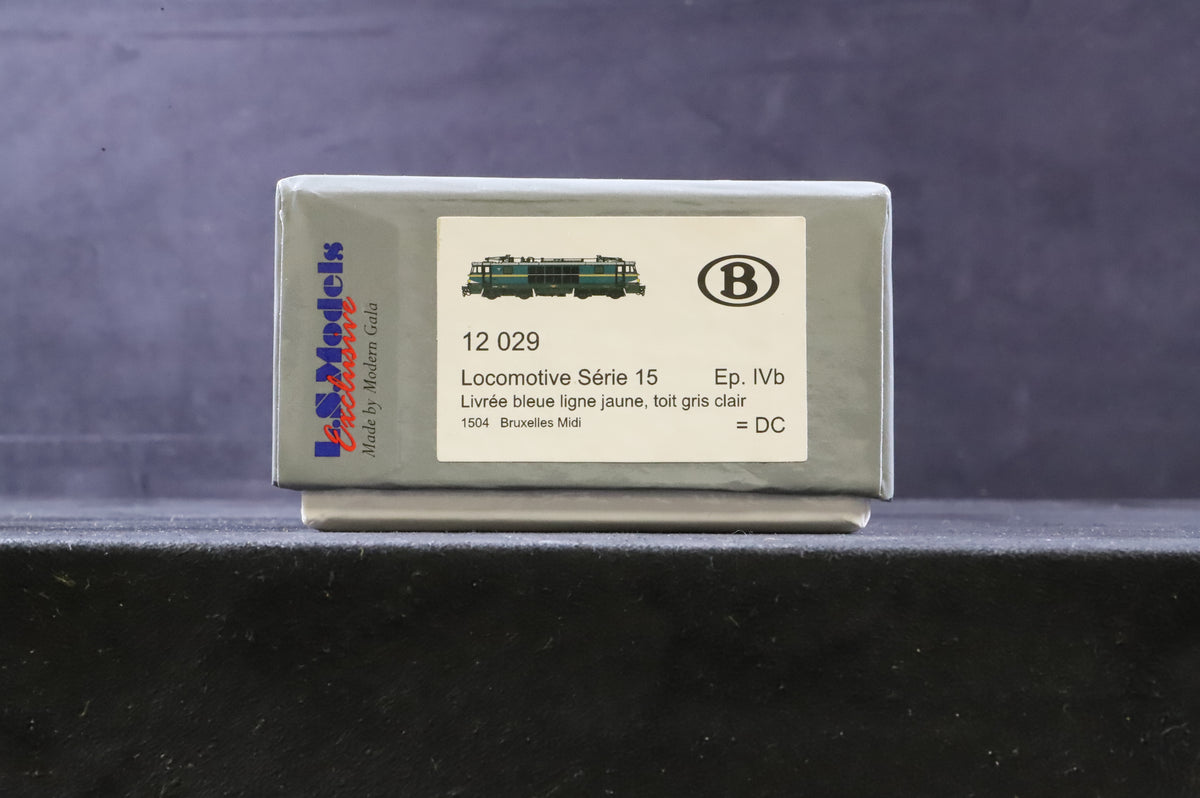 L.S.Models
Exclusive
Made by Modern Gala
B
12 029
Locomotive Série 15 Ep. IVb
Livrée bleue ligne jaune, toit gris clair
1504 Bruxelles Midi = DC